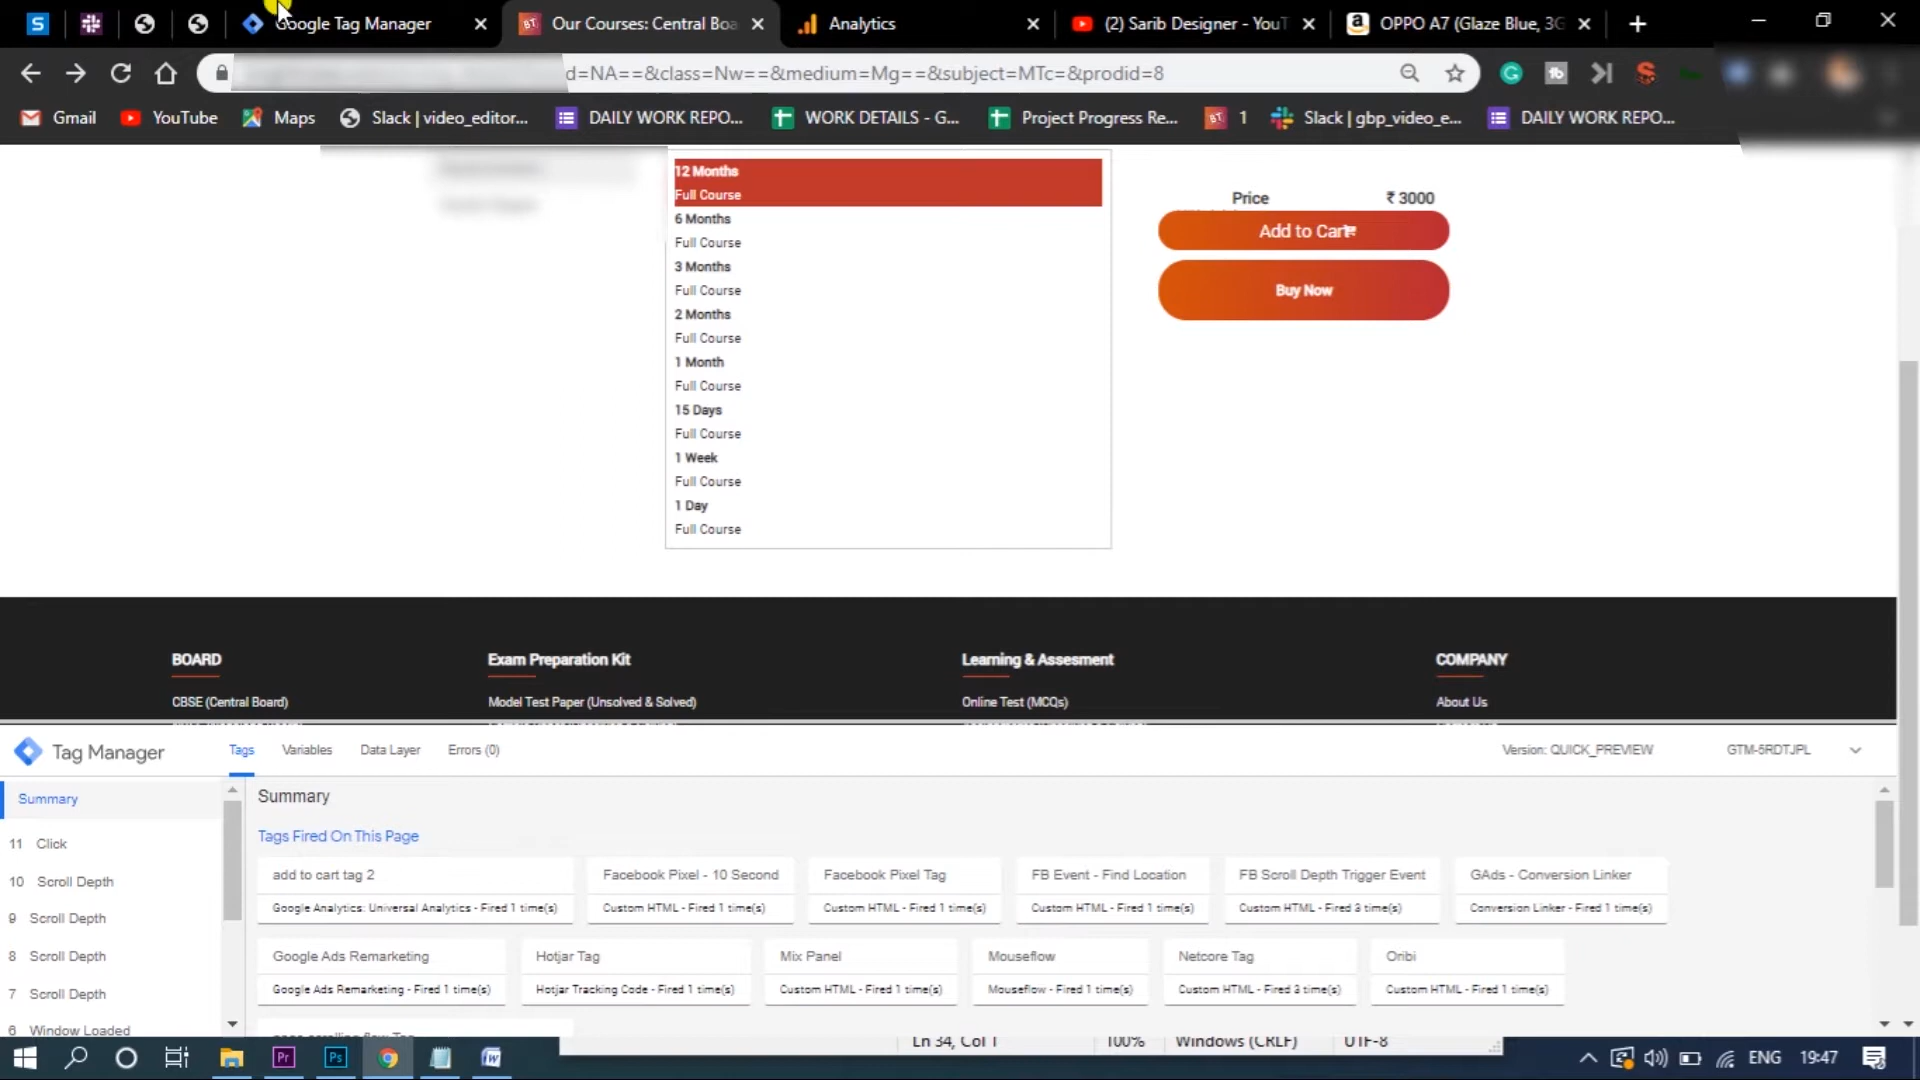 Google Tag Manager
Our Courses: Central Boa
Analytics
(2) Sarib Designer - YouT
OPPO A7 (Glaze Blue, 3G
d=NA==&class=Nw==&medium=Mg==&subject=MTc=&prodid=8
Gmail
YouTube
Maps
Slack | video_editor...
DAILY WORK REPO...
WORK DETAILS - G...
Project Progress Re...
1
Slack | gbp_video_e...
DAILY WORK REPO...
12 Months
Full Course
6 Months
Full Course
3 Months
Full Course
2 Months
Full Course
1 Month
Full Course
15 Days
Full Course
1 Week
Full Course
1 Day
Full Course
Price ₹ 3000
Add to Cart
Buy Now
BOARD
CBSE (Central Board)
Exam Preparation Kit
Model Test Paper (Unsolved & Solved)
Learning & Assesment
Online Test (MCQs)
COMPANY
About Us
Tag Manager
Tags
Variables
Data Layer
Errors (0)
Version: QUICK_PREVIEW
GTM-5RDTJPL
Summary
11 Click
10 Scroll Depth
9 Scroll Depth
8 Scroll Depth
7 Scroll Depth
6 Window Loaded
Summary
Tags Fired On This Page
add to cart tag 2
Google Analytics: Universal Analytics - Fired 1 time(s)
Facebook Pixel - 10 Second
Custom HTML - Fired 1 time(s)
Facebook Pixel Tag
Custom HTML - Fired 1 time(s)
FB Event - Find Location
Custom HTML - Fired 1 time(s)
FB Scroll Depth Trigger Event
Custom HTML - Fired 3 time(s)
GAds - Conversion Linker
Conversion Linker - Fired 1 time(s)
Google Ads Remarketing
Google Ads Remarketing - Fired 1 time(s)
Hotjar Tag
Hotjar Tracking Code - Fired 1 time(s)
Mix Panel
Custom HTML - Fired 1 time(s)
Mouseflow
Mouseflow - Fired 1 time(s)
Netcore Tag
Custom HTML - Fired 3 time(s)
Oribi
Custom HTML - Fired 1 time(s)
Ln 34, Col 1
100%
Windows (CRLF)
UTF-8
ENG
19:47